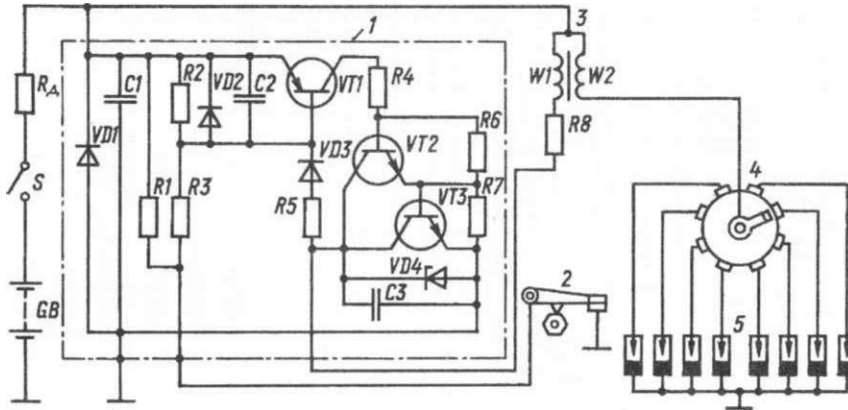 1
3
Rд
S
GB
VD1
C1
R2
VD2
C2
VT1
R4
R1
R3
VD3
R5
VT2
R6
R7
VT3
VD4
C3
W1
W2
R8
2
4
5